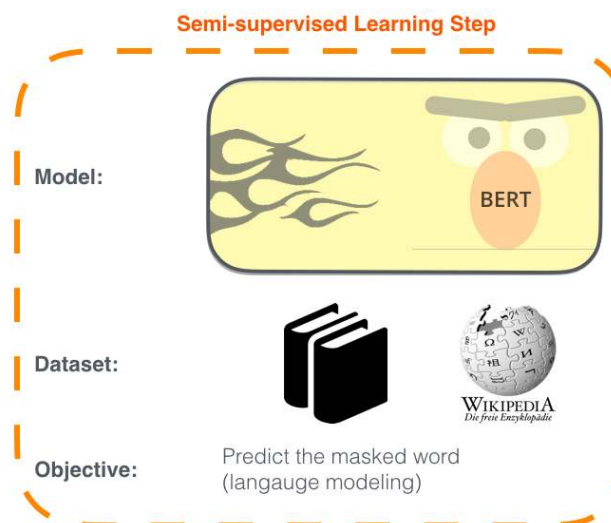 Semi-supervised Learning Step
Model:
BERT
Dataset:
WIKIPEDIA
Die freie Enzyklopädie
Objective:
Predict the masked word
(langauge modeling)